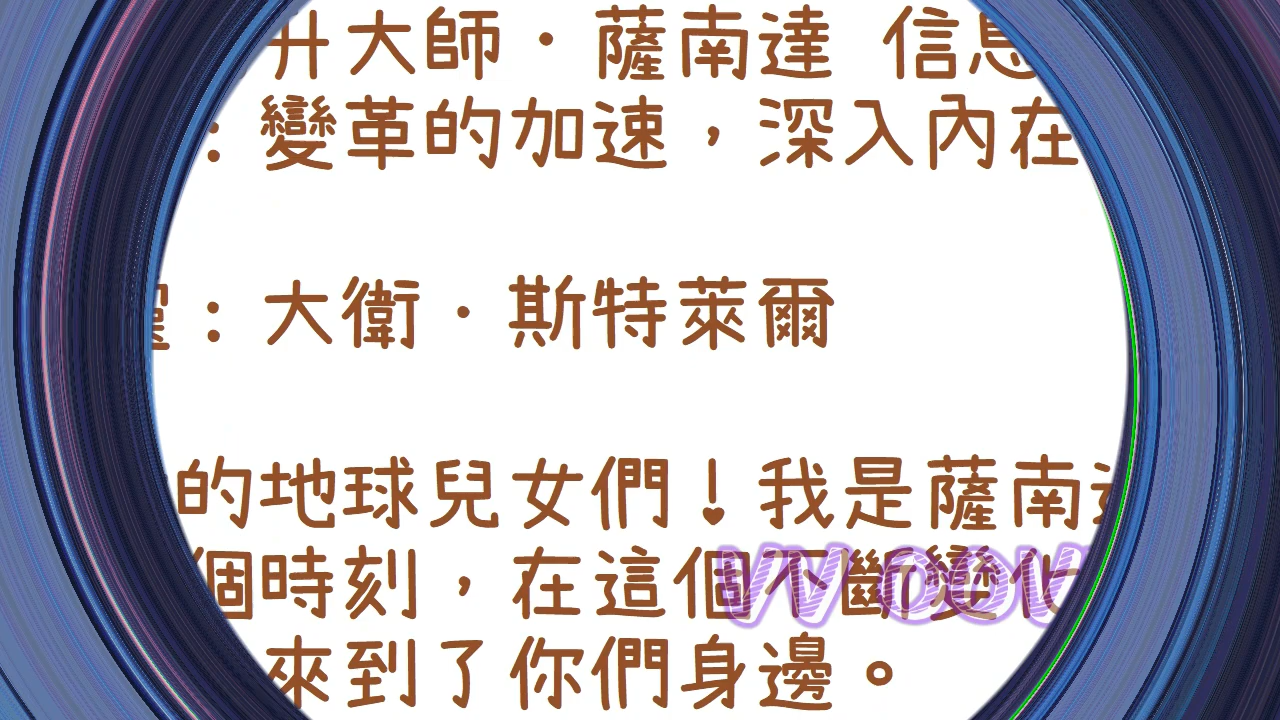 升大師・薩南達 信息
：變革的加速，深入內在
：大衛・斯特萊爾
的地球兒女們！我是薩南達
個時刻，在這個不斷變化
來到了你們身邊。